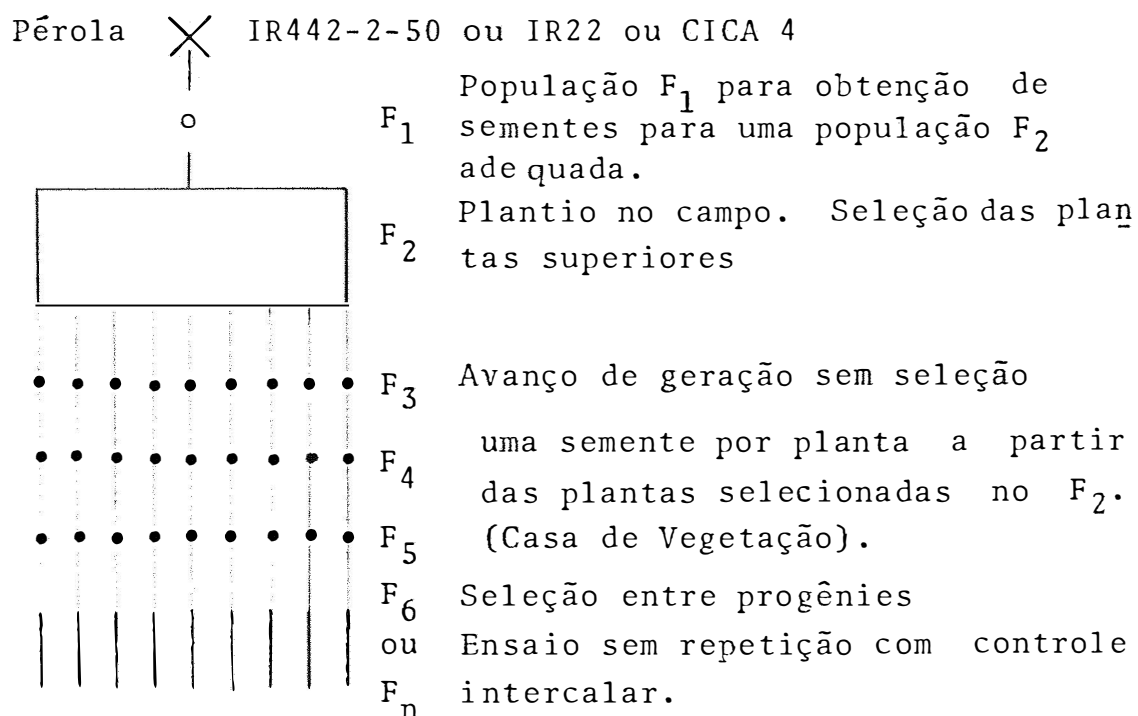 Pérola X IR442-2-50 ou IR22 ou CICA 4
F1 População F1 para obtenção de
sementes para uma população F2
adequada.
F2 Plantio no campo. Seleção das plan
tas superiores
F3 Avanço de geração sem seleção
F4 uma semente por planta a partir
das plantas selecionadas no F2.
F5 (Casa de Vegetação).
F6 Seleção entre progênies
ou Ensaio sem repetição com controle
Fn intercalar.